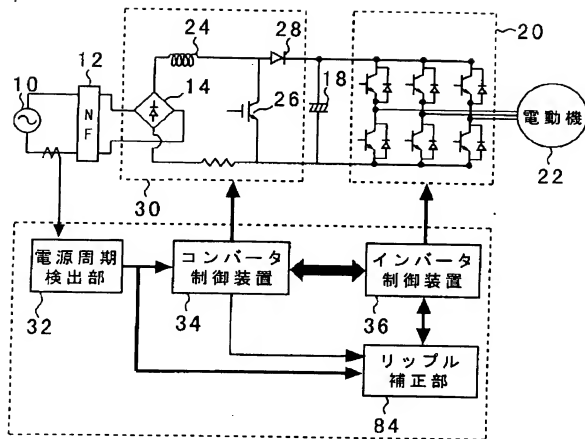 24
28
20
12
10
14
18
NF
26
電動機
22
30
電源周期
検出部
コンバータ
制御装置
インバータ
制御装置
32
34
36
リップル
補正部
84